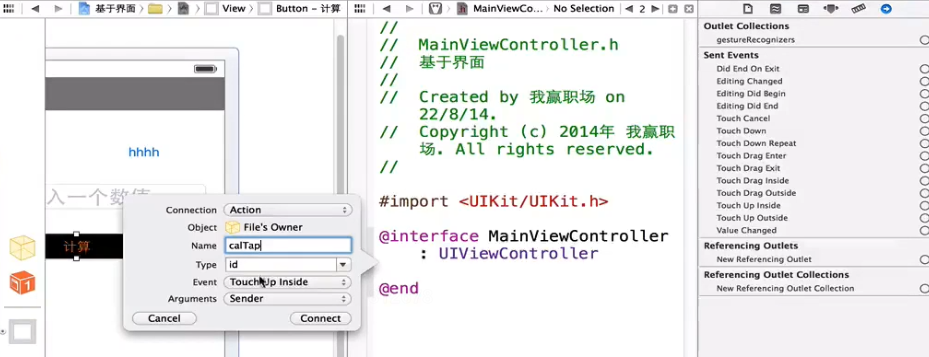 基于界面 View Button - 计算
MainViewCo... No Selection 2
hhhh
入一个数值
计算
Connection Action
Object File's Owner
Name calTap
Type id
Event Touch Up Inside
Arguments Sender
Cancel Connect
//
// MainViewController.h
// 基于界面
//
// Created by 我赢职场 on
22/8/14.
// Copyright (c) 2014年 我赢职
场. All rights reserved.
//
#import <UIKit/UIKit.h>
@interface MainViewController
: UIViewController
@end
Outlet Collections
gestureRecognizers
Sent Events
Did End On Exit
Editing Changed
Editing Did Begin
Editing Did End
Touch Cancel
Touch Down
Touch Down Repeat
Touch Drag Enter
Touch Drag Exit
Touch Drag Inside
Touch Drag Outside
Touch Up Inside
Touch Up Outside
Value Changed
Referencing Outlets
New Referencing Outlet
Referencing Outlet Collections
New Referencing Outlet Collection